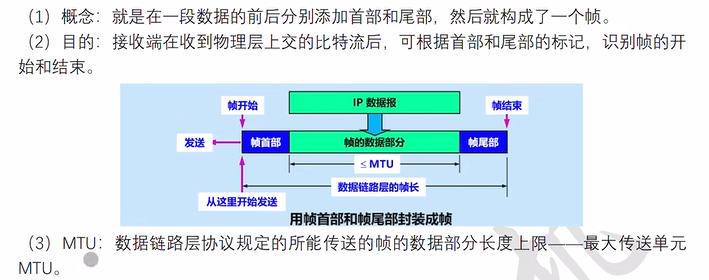 （1）概念：就是在一段数据的前后分别添加首部和尾部，然后就构成了一个帧。
（2）目的：接收端在收到物理层上交的比特流后，可根据首部和尾部的标记，识别帧的开
始和结束。
帧开始
IP 数据报
帧结束
发送
帧首部
帧的数据部分
帧尾部
≤ MTU
数据链路层的帧长
从这里开始发送
用帧首部和帧尾部封装成帧
（3）MTU：数据链路层协议规定的所能传送的帧的数据部分长度上限——最大传送单元
MTU。